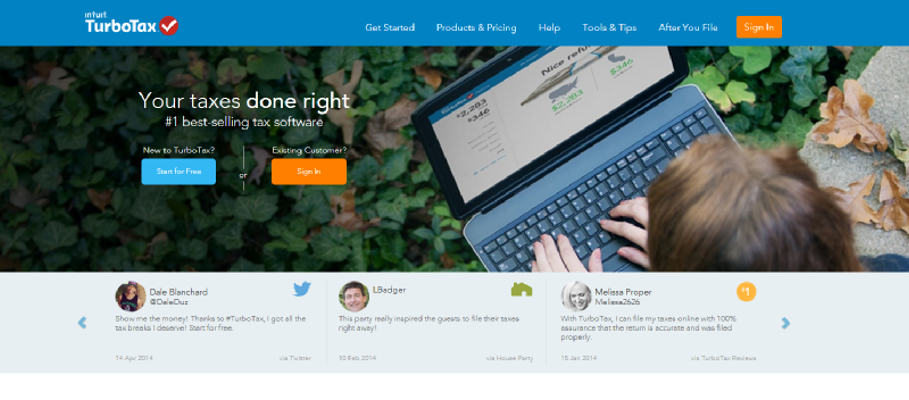 intuit
TurboTax
Get Started Products & Pricing Help Tools & Tips After You File Sign In
Your taxes done right
#1 best-selling tax software
New to TurboTax? Existing Customer?
Start for Free or Sign In
Nice
$2,283
$346
$2,283
$346
Dale Blanchard
@DaleDuz
Show me the money! Thanks to #TurboTax, I got all the
tax breaks I deserve! Start for free.
14 Apr 2014 via Twitter
LBadger
This party really inspired the guests to file their taxes
right away!
10 Feb 2014 via House Party
Melissa Proper
Melissa2626
#1
With TurboTax, I can file my taxes online with 100%
assurance that the return is accurate and was filed
properly.
15 Jan 2014 via TurboTax Reviews